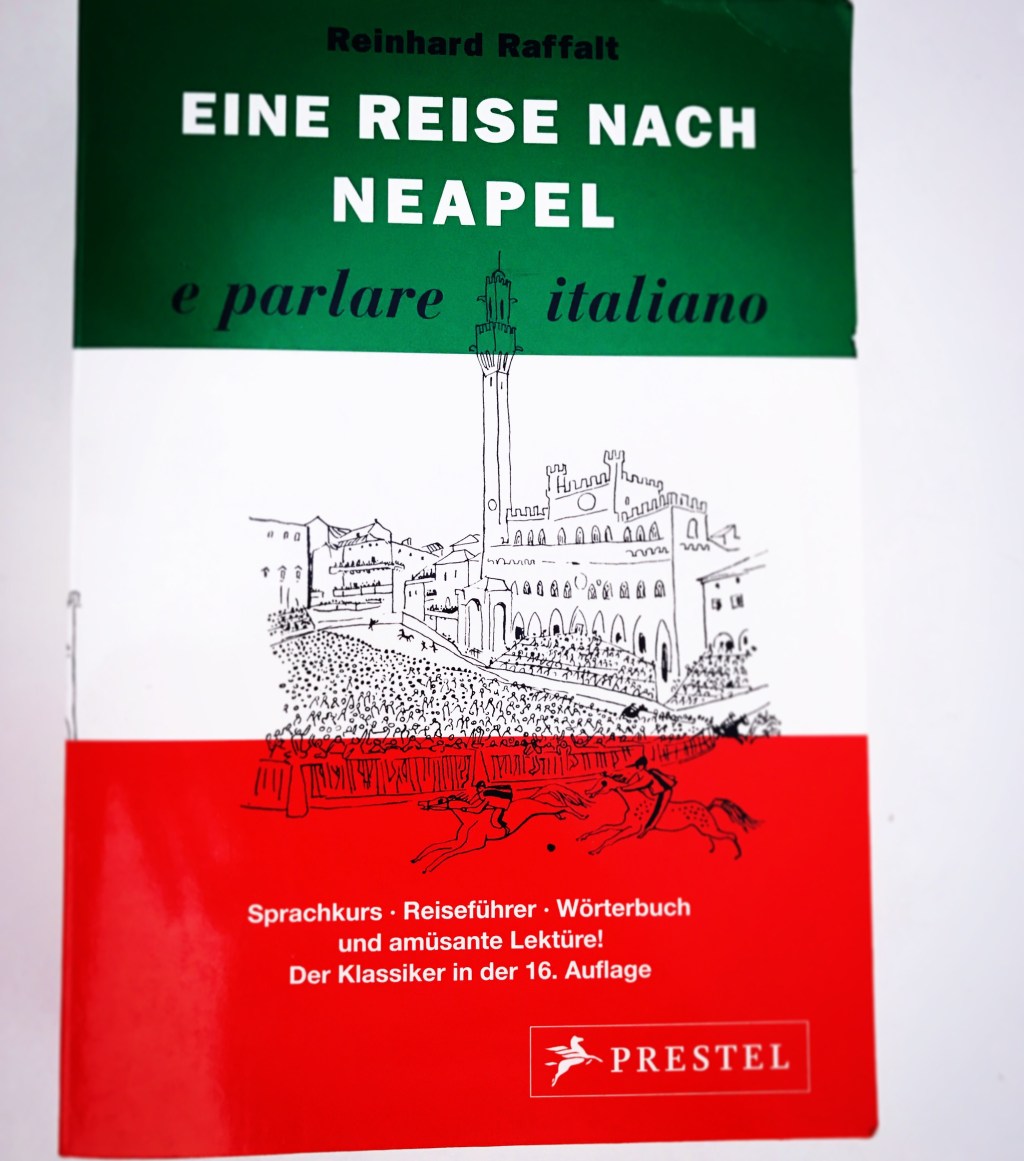 Reinhard Raffalt
EINE REISE NACH
NEAPEL
e parlare italiano
Sprachkurs · Reiseführer · Wörterbuch
und amüsante Lektüre!
Der Klassiker in der 16. Auflage
PRESTEL